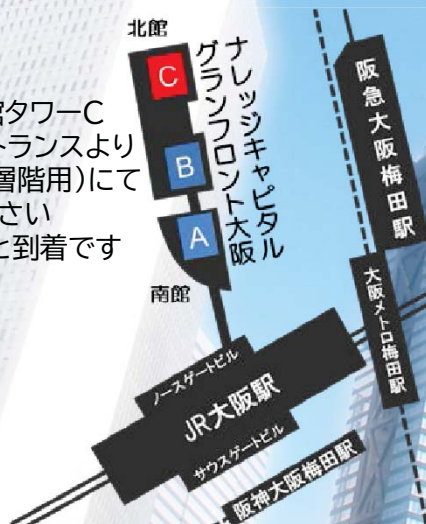 北館
C
B
A
南館
ナレッジキャピタル
グランフロント大阪
館タワーC
トランスより
層階用)にて
さい
と到着です
阪急大阪梅田駅
大阪メトロ梅田駅
ノースゲートビル
JR大阪駅
サウスゲートビル
阪神大阪梅田駅